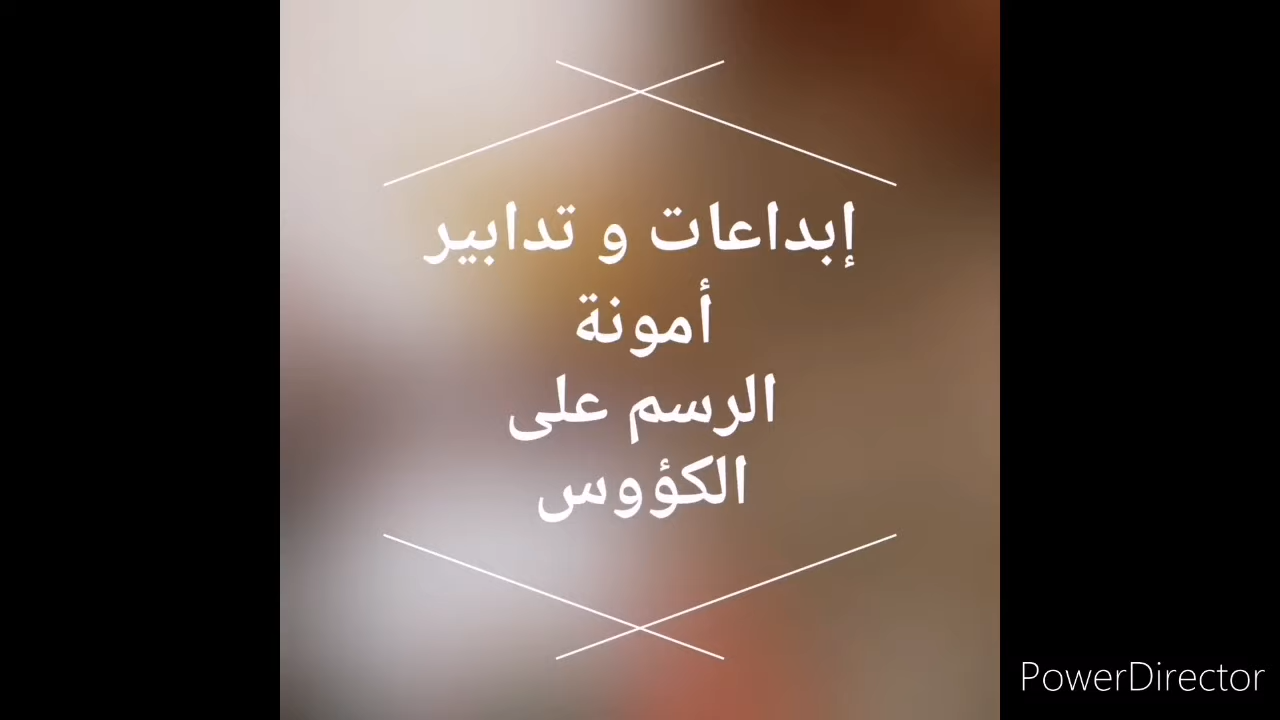 إبداعات و تدابير
أمونة
الرسم على
الكؤوس
PowerDirector